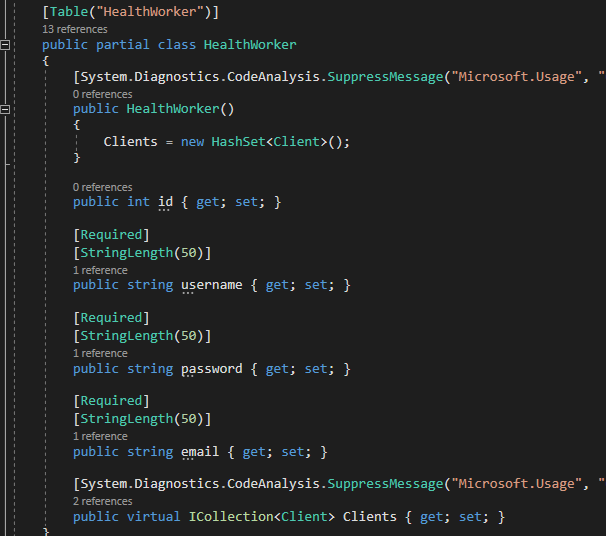 [Table("HealthWorker")]
13 references
public partial class HealthWorker
{
[System.Diagnostics.CodeAnalysis.SuppressMessage("Microsoft.Usage", "
0 references
public HealthWorker()
{
Clients = new HashSet<Client>();
}
0 references
public int id { get; set; }
[Required]
[StringLength(50)]
1 reference
public string username { get; set; }
[Required]
[StringLength(50)]
1 reference
public string password { get; set; }
[Required]
[StringLength(50)]
1 reference
public string email { get; set; }
[System.Diagnostics.CodeAnalysis.SuppressMessage("Microsoft.Usage", "
2 references
public virtual ICollection<Client> Clients { get; set; }
}